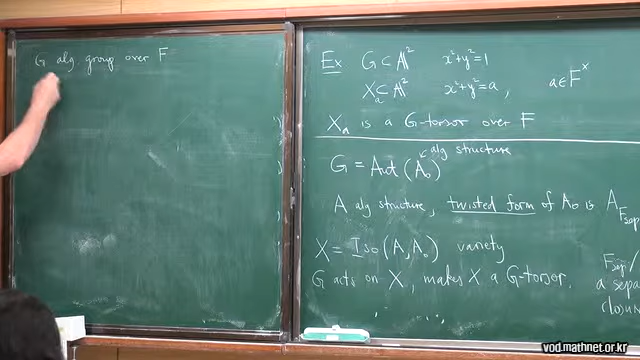 G alg group over F
Ex G ⊂ A² x²+y²=1
Xₐ ⊂ A² x²+y²=a, a∈F^×
Xₐ is a G-torsor over F
alg structure
G = Aut (A₀)
A alg structure, twisted form of A₀ is A_{F_sep}
X = Iso (A, A₀) variety
G acts on X, makes X a G-torsor.
F_sep/
a sepa
closu
vod.mathnet.or.kr